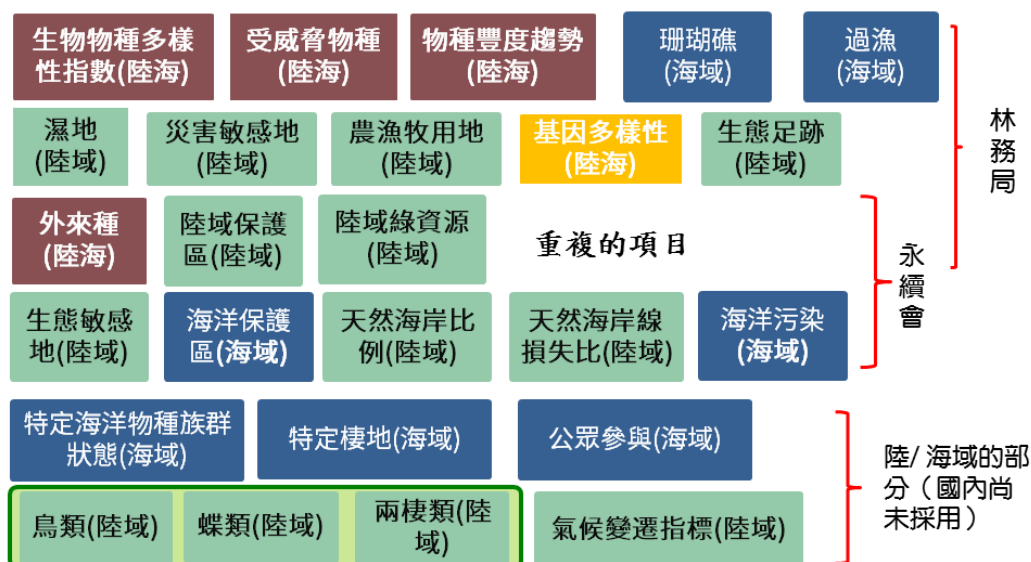 生物物種多樣
性指數(陸海)
受威脅物種
(陸海)
物種豐度趨勢
(陸海)
珊瑚礁
(海域)
過漁
(海域)
濕地
(陸域)
災害敏感地
(陸域)
農漁牧用地
(陸域)
基因多樣性
(陸海)
生態足跡
(陸域)
林
務
局
外來種
(陸海)
陸域保護
區(陸域)
陸域綠資源
(陸域)
重複的項目
永
續
會
生態敏感
地(陸域)
海洋保護
區(海域)
天然海岸比
例(陸域)
天然海岸線
損失比(陸域)
海洋污染
(海域)
特定海洋物種族群
狀態(海域)
特定棲地(海域)
公眾參與(海域)
陸/海域的部
分（國內尚
未採用）
鳥類(陸域)
蝶類(陸域)
兩棲類(陸
域)
氣候變遷指標(陸域)